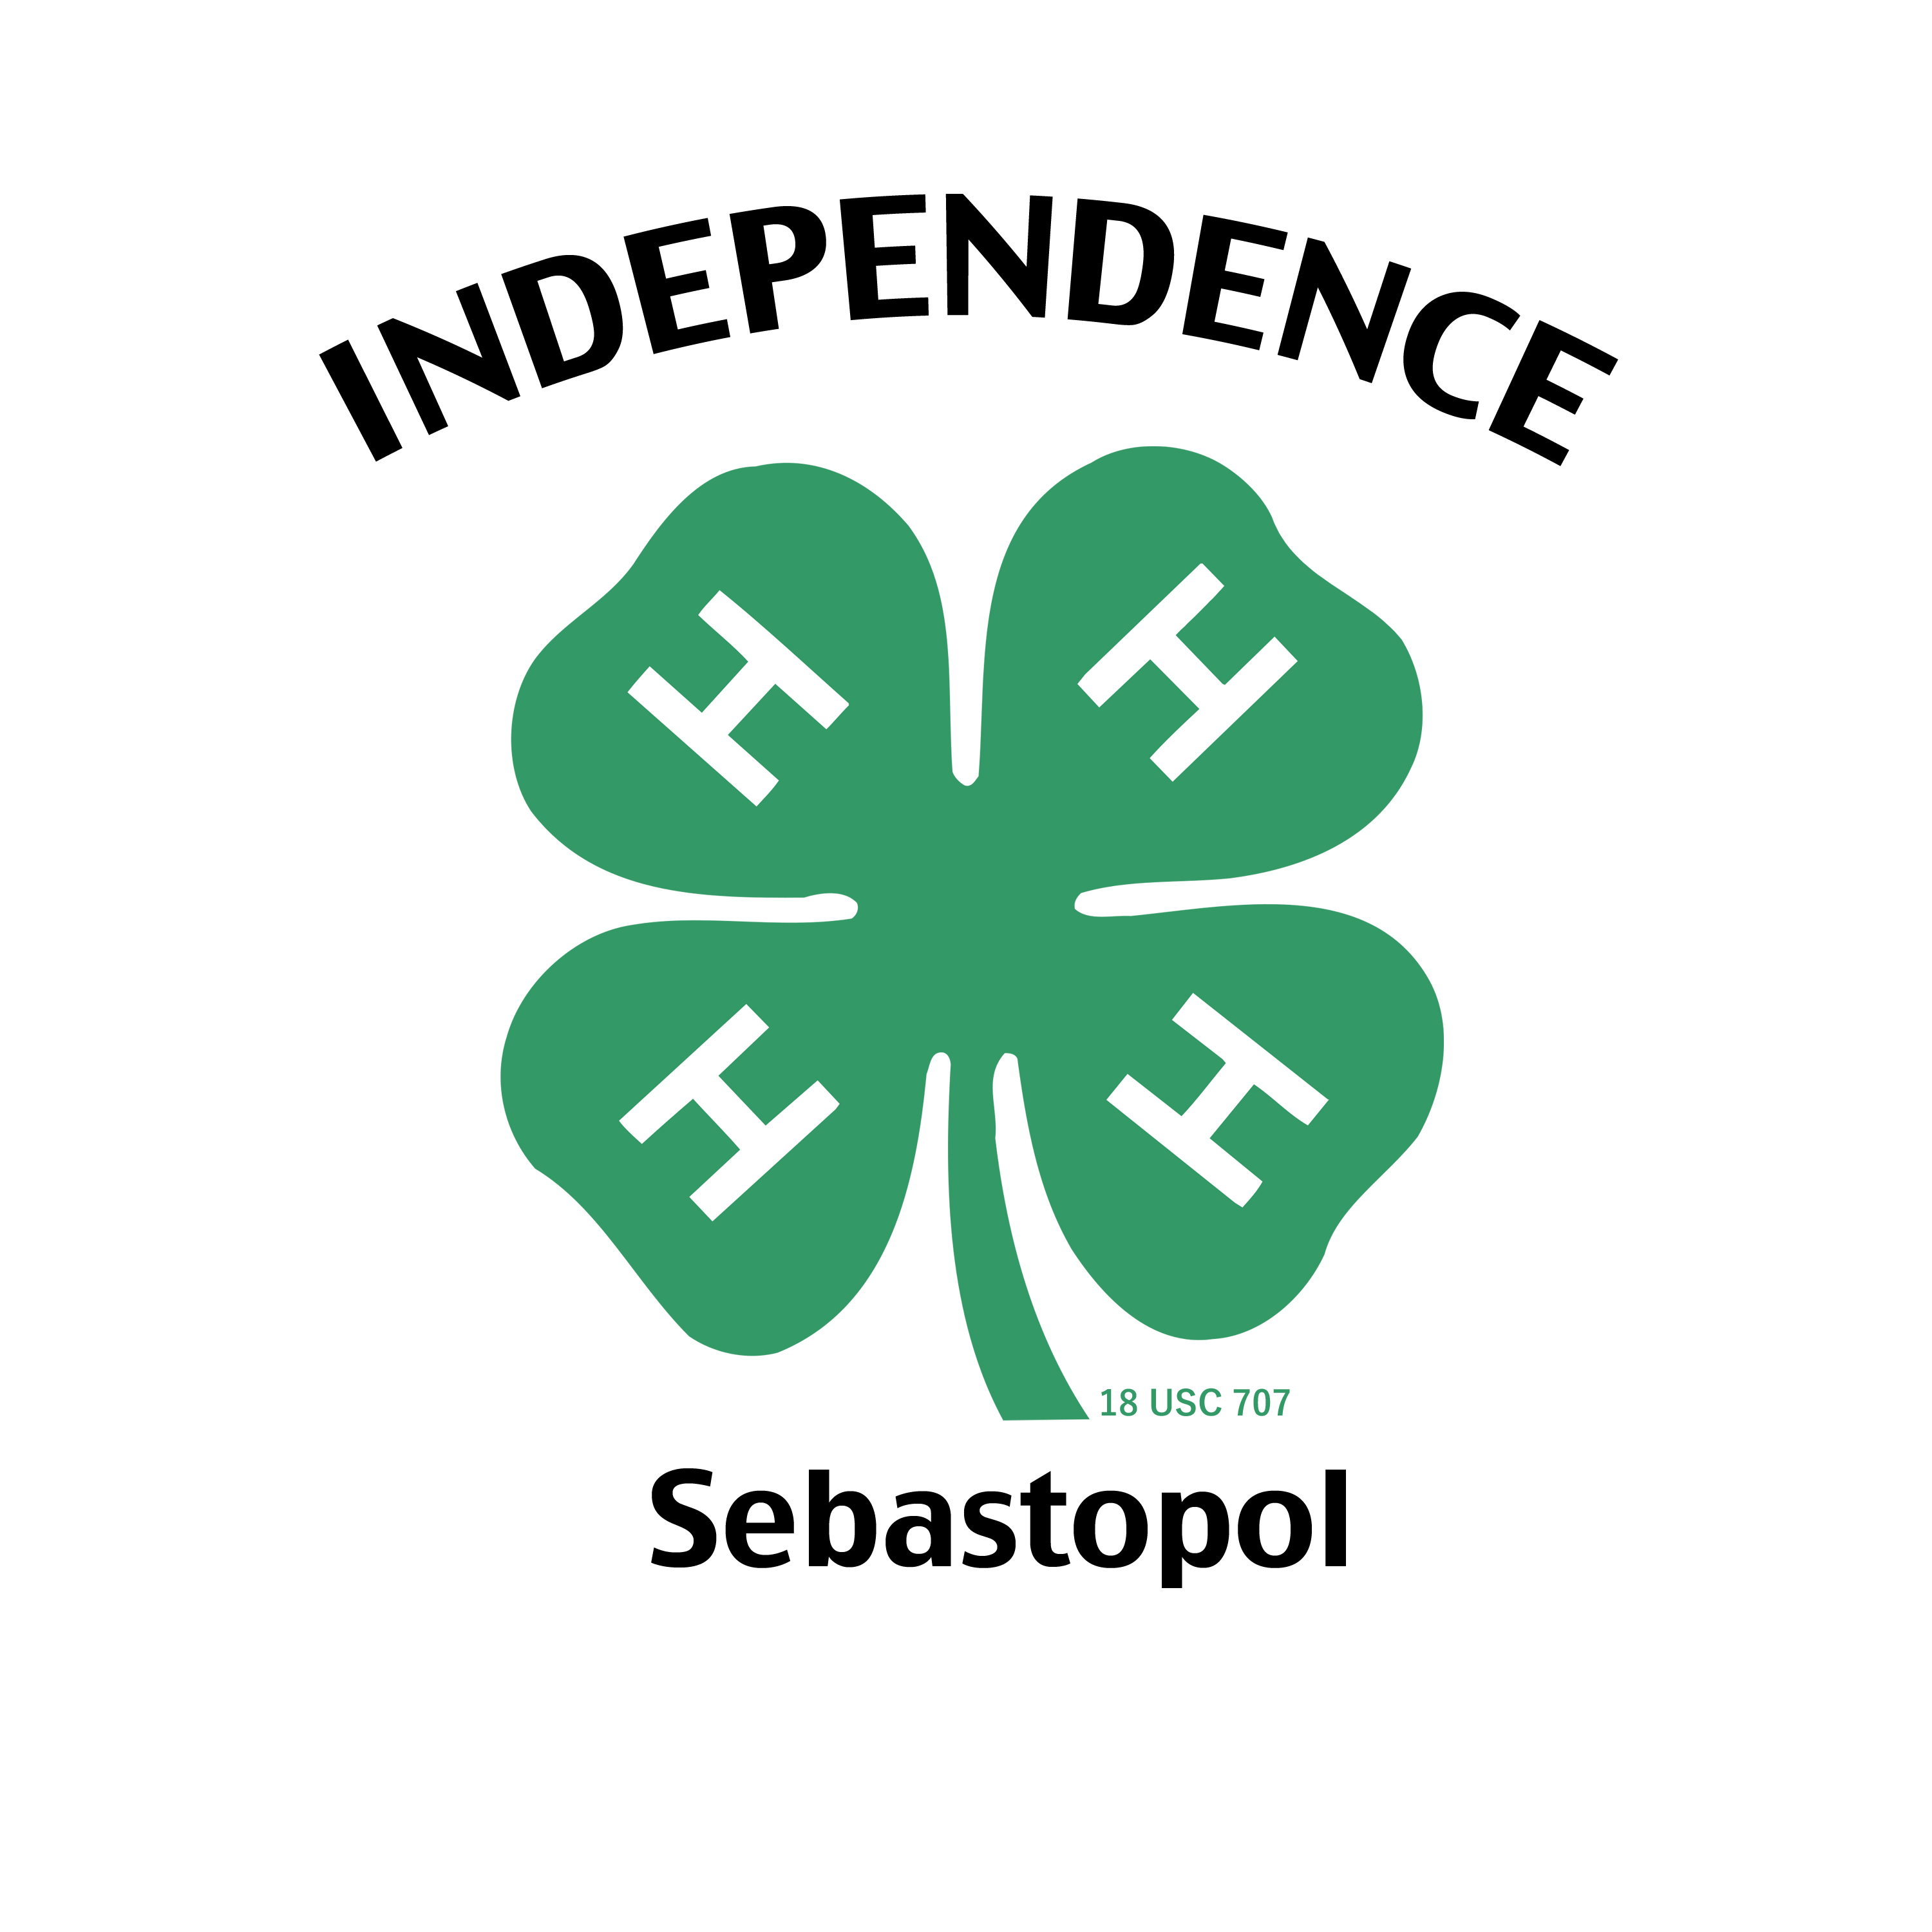 INDEPENDENCE
H H
H H
18 USC 707
Sebastopol